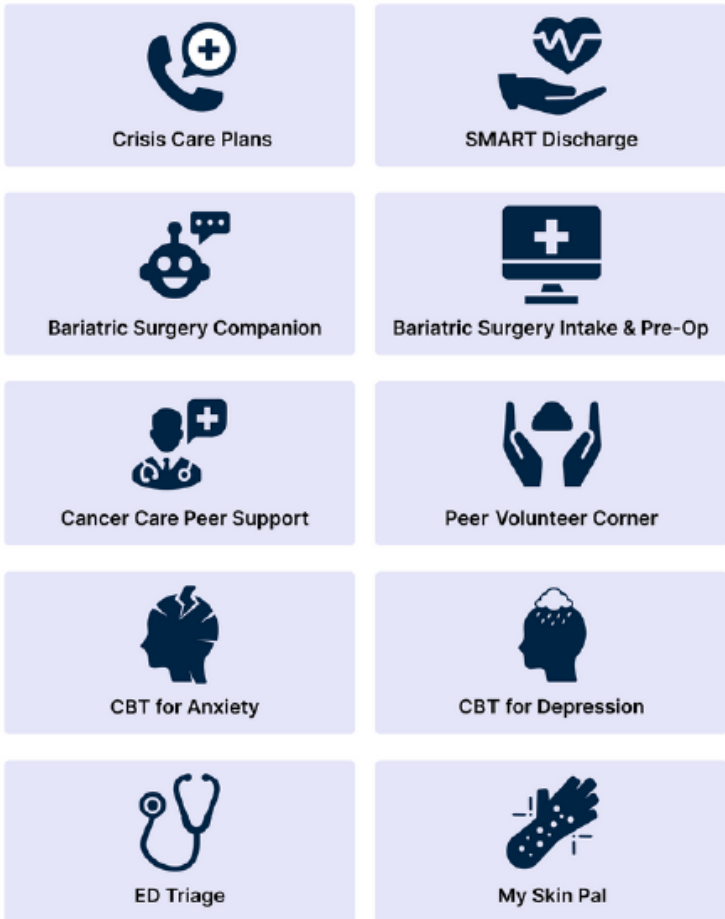 Crisis Care Plans
SMART Discharge
Bariatric Surgery Companion
Bariatric Surgery Intake & Pre-Op
Cancer Care Peer Support
Peer Volunteer Corner
CBT for Anxiety
CBT for Depression
ED Triage
My Skin Pal